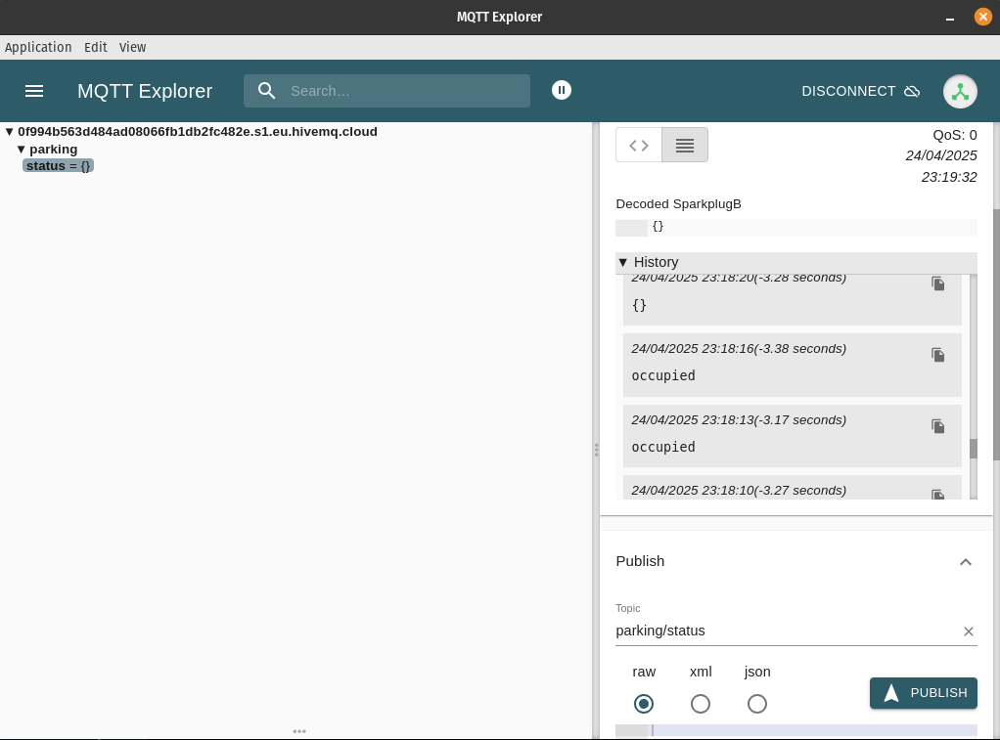 MQTT Explorer
Application Edit View
MQTT Explorer
Search…
DISCONNECT
▼ 0f994b563d484ad08066fb1db2fc482e.s1.eu.hivemq.cloud
▼ parking
status = {}
QoS: 0
24/04/2025
23:19:32
Decoded SparkplugB
{}
▼ History
24/04/2025 23:18:20(-3.28 seconds)
{}
24/04/2025 23:18:16(-3.38 seconds)
occupied
24/04/2025 23:18:13(-3.17 seconds)
occupied
24/04/2025 23:18:10(-3.27 seconds)
Publish
Topic
parking/status
raw xml json
PUBLISH